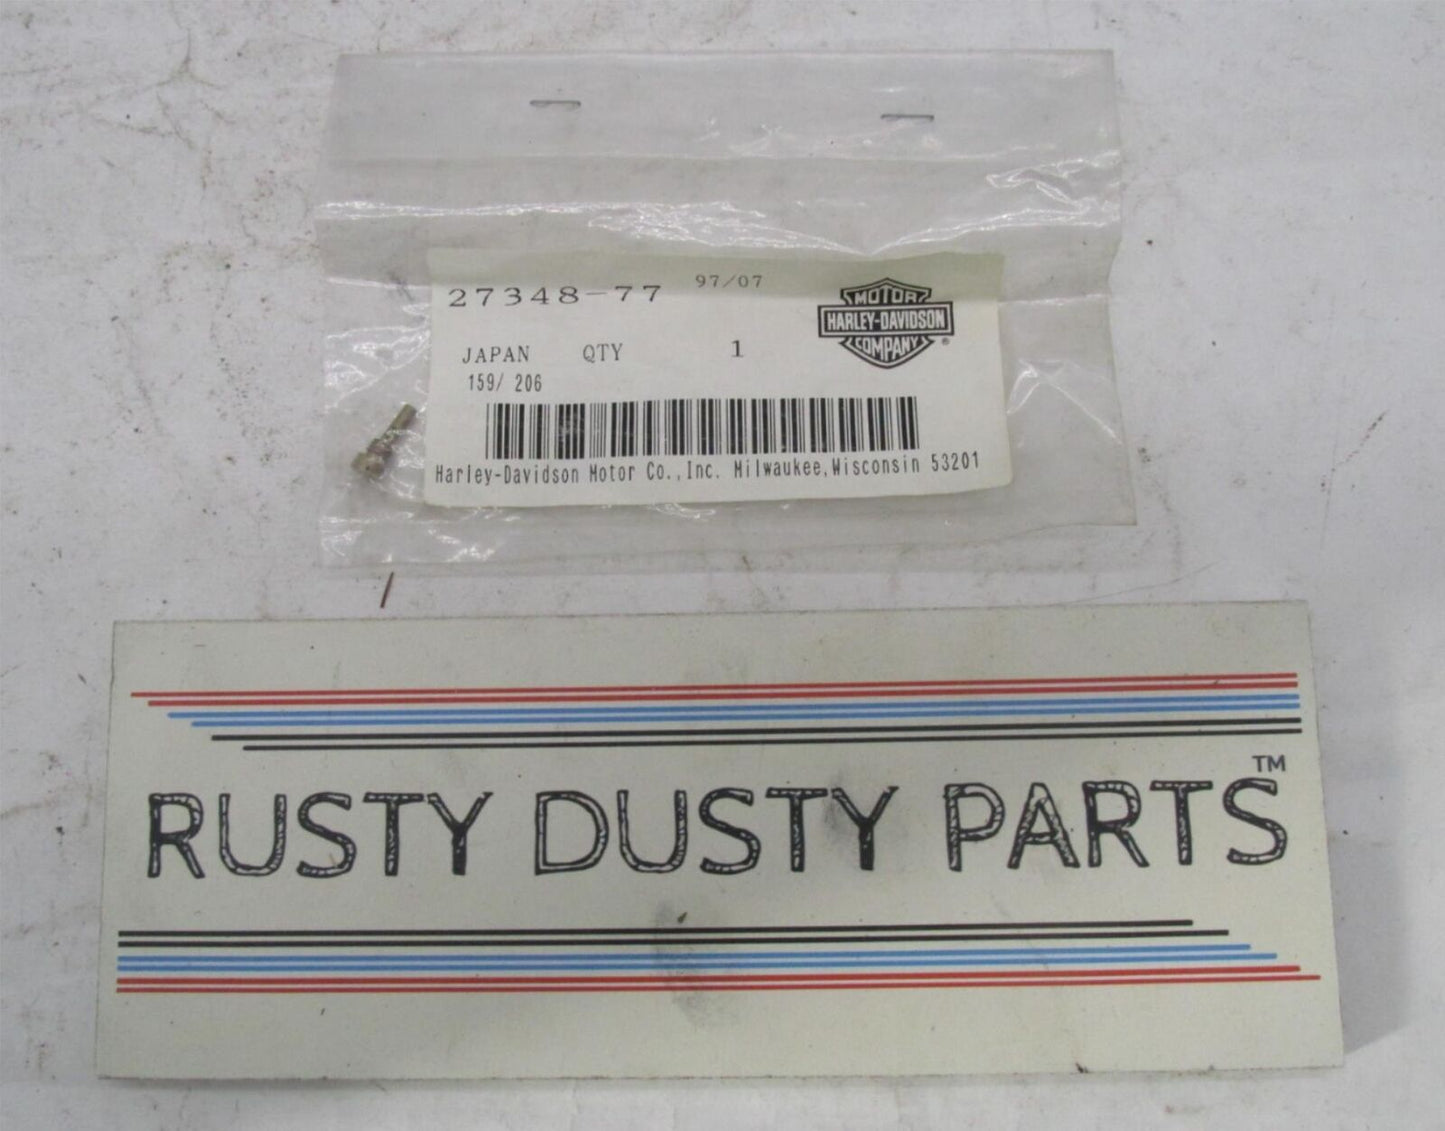 27348-77 97/07
MOTOR
HARLEY-DAVIDSON
COMPANY ®
JAPAN QTY 1
159/ 206
Harley-Davidson Motor Co.,Inc. Milwaukee,Wisconsin 53201
RUSTY DUSTY PARTS™